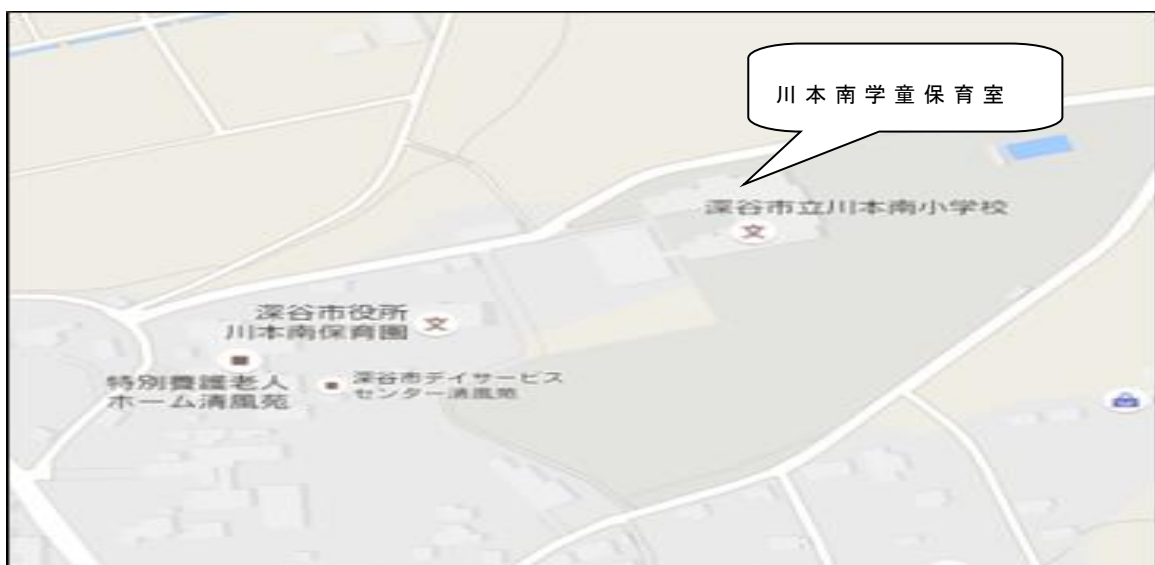 川本南学童保育室
深谷市立川本南小学校
文
深谷市役所
川本南保育園
文
特別養護老人
ホーム清風苑
深谷市デイサービス
センター清風苑